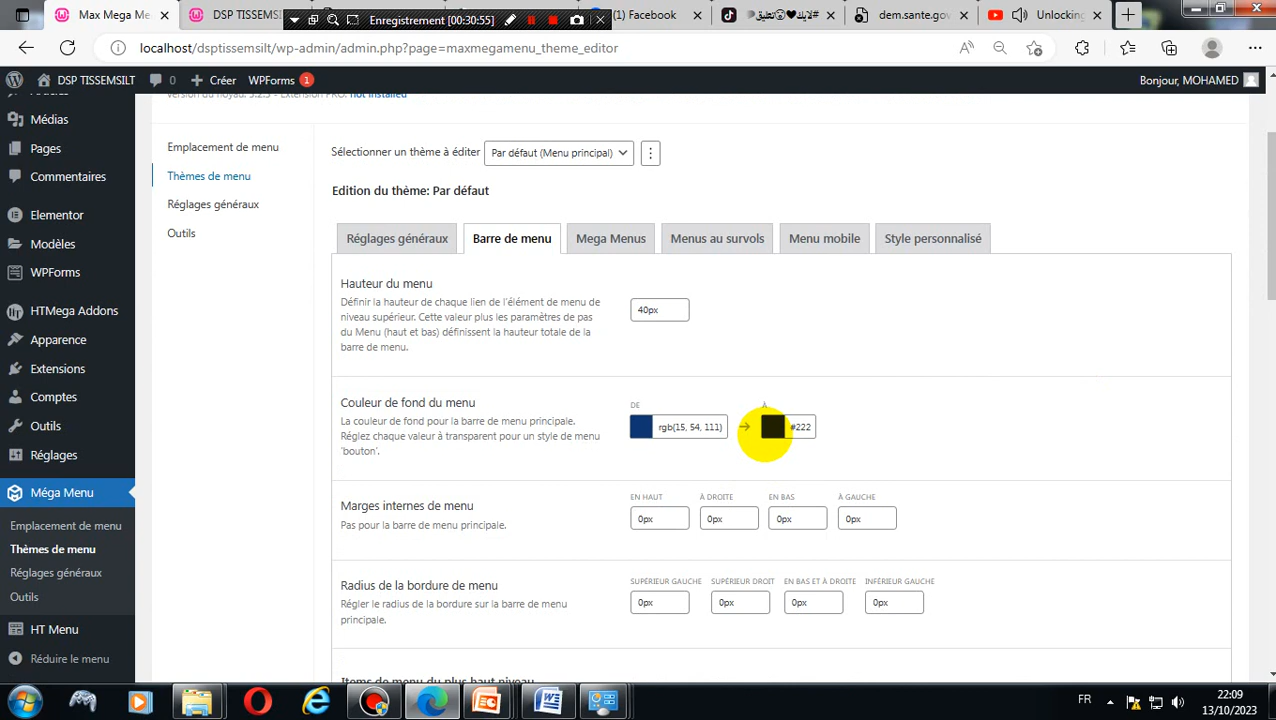 Max Mega Me
DSP TISSEMSILT
Enregistrement [00:30:55]
(1) Facebook
dem.sante.gov
Unlocking
localhost/dsptissemsilt/wp-admin/admin.php?page=maxmegamenu_theme_editor
DSP TISSEMSILT
0
Créer
WPForms
1
Bonjour, MOHAMED
Médias
Pages
Commentaires
Elementor
Modèles
WPForms
HTMega Addons
Apparence
Extensions
Comptes
Outils
Réglages
Méga Menu
Emplacement de menu
Thèmes de menu
Réglages généraux
Outils
HT Menu
Réduire le menu
Emplacement de menu
Thèmes de menu
Réglages généraux
Outils
Sélectionner un thème à éditer
Par défaut (Menu principal)
Edition du thème: Par défaut
Réglages généraux
Barre de menu
Mega Menus
Menus au survols
Menu mobile
Style personnalisé
Hauteur du menu
Définir la hauteur de chaque lien de l'élément de menu de
niveau supérieur. Cette valeur plus les paramètres de pas
du Menu (haut et bas) définissent la hauteur totale de la
barre de menu.
40px
Couleur de fond du menu
La couleur de fond pour la barre de menu principale.
Réglez chaque valeur à transparent pour un style de menu
'bouton'.
DE
À
rgb(15, 54, 111)
#222
Marges internes de menu
Pas pour la barre de menu principale.
EN HAUT
À DROITE
EN BAS
À GAUCHE
0px
0px
0px
0px
Radius de la bordure de menu
Régler le radius de la bordure sur la barre de menu
principale.
SUPÉRIEUR GAUCHE
SUPÉRIEUR DROIT
EN BAS ET À DROITE
INFÉRIEUR GAUCHE
0px
0px
0px
0px
Items de menu du plus haut niveau
FR
22:09
13/10/2023